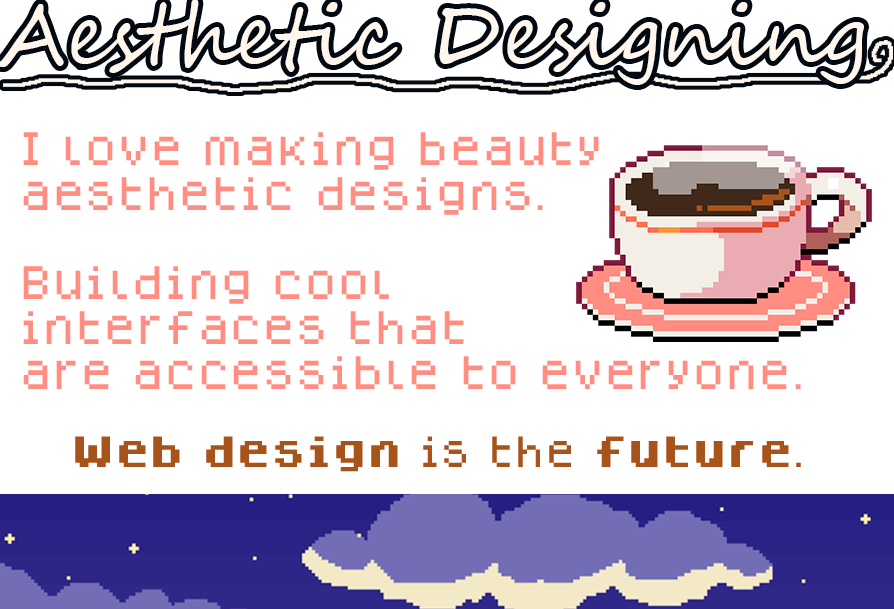 Aesthetic Designing
I love making beauty
aesthetic designs.
Building cool
interfaces that
are accessible to everyone.
Web design is the future.